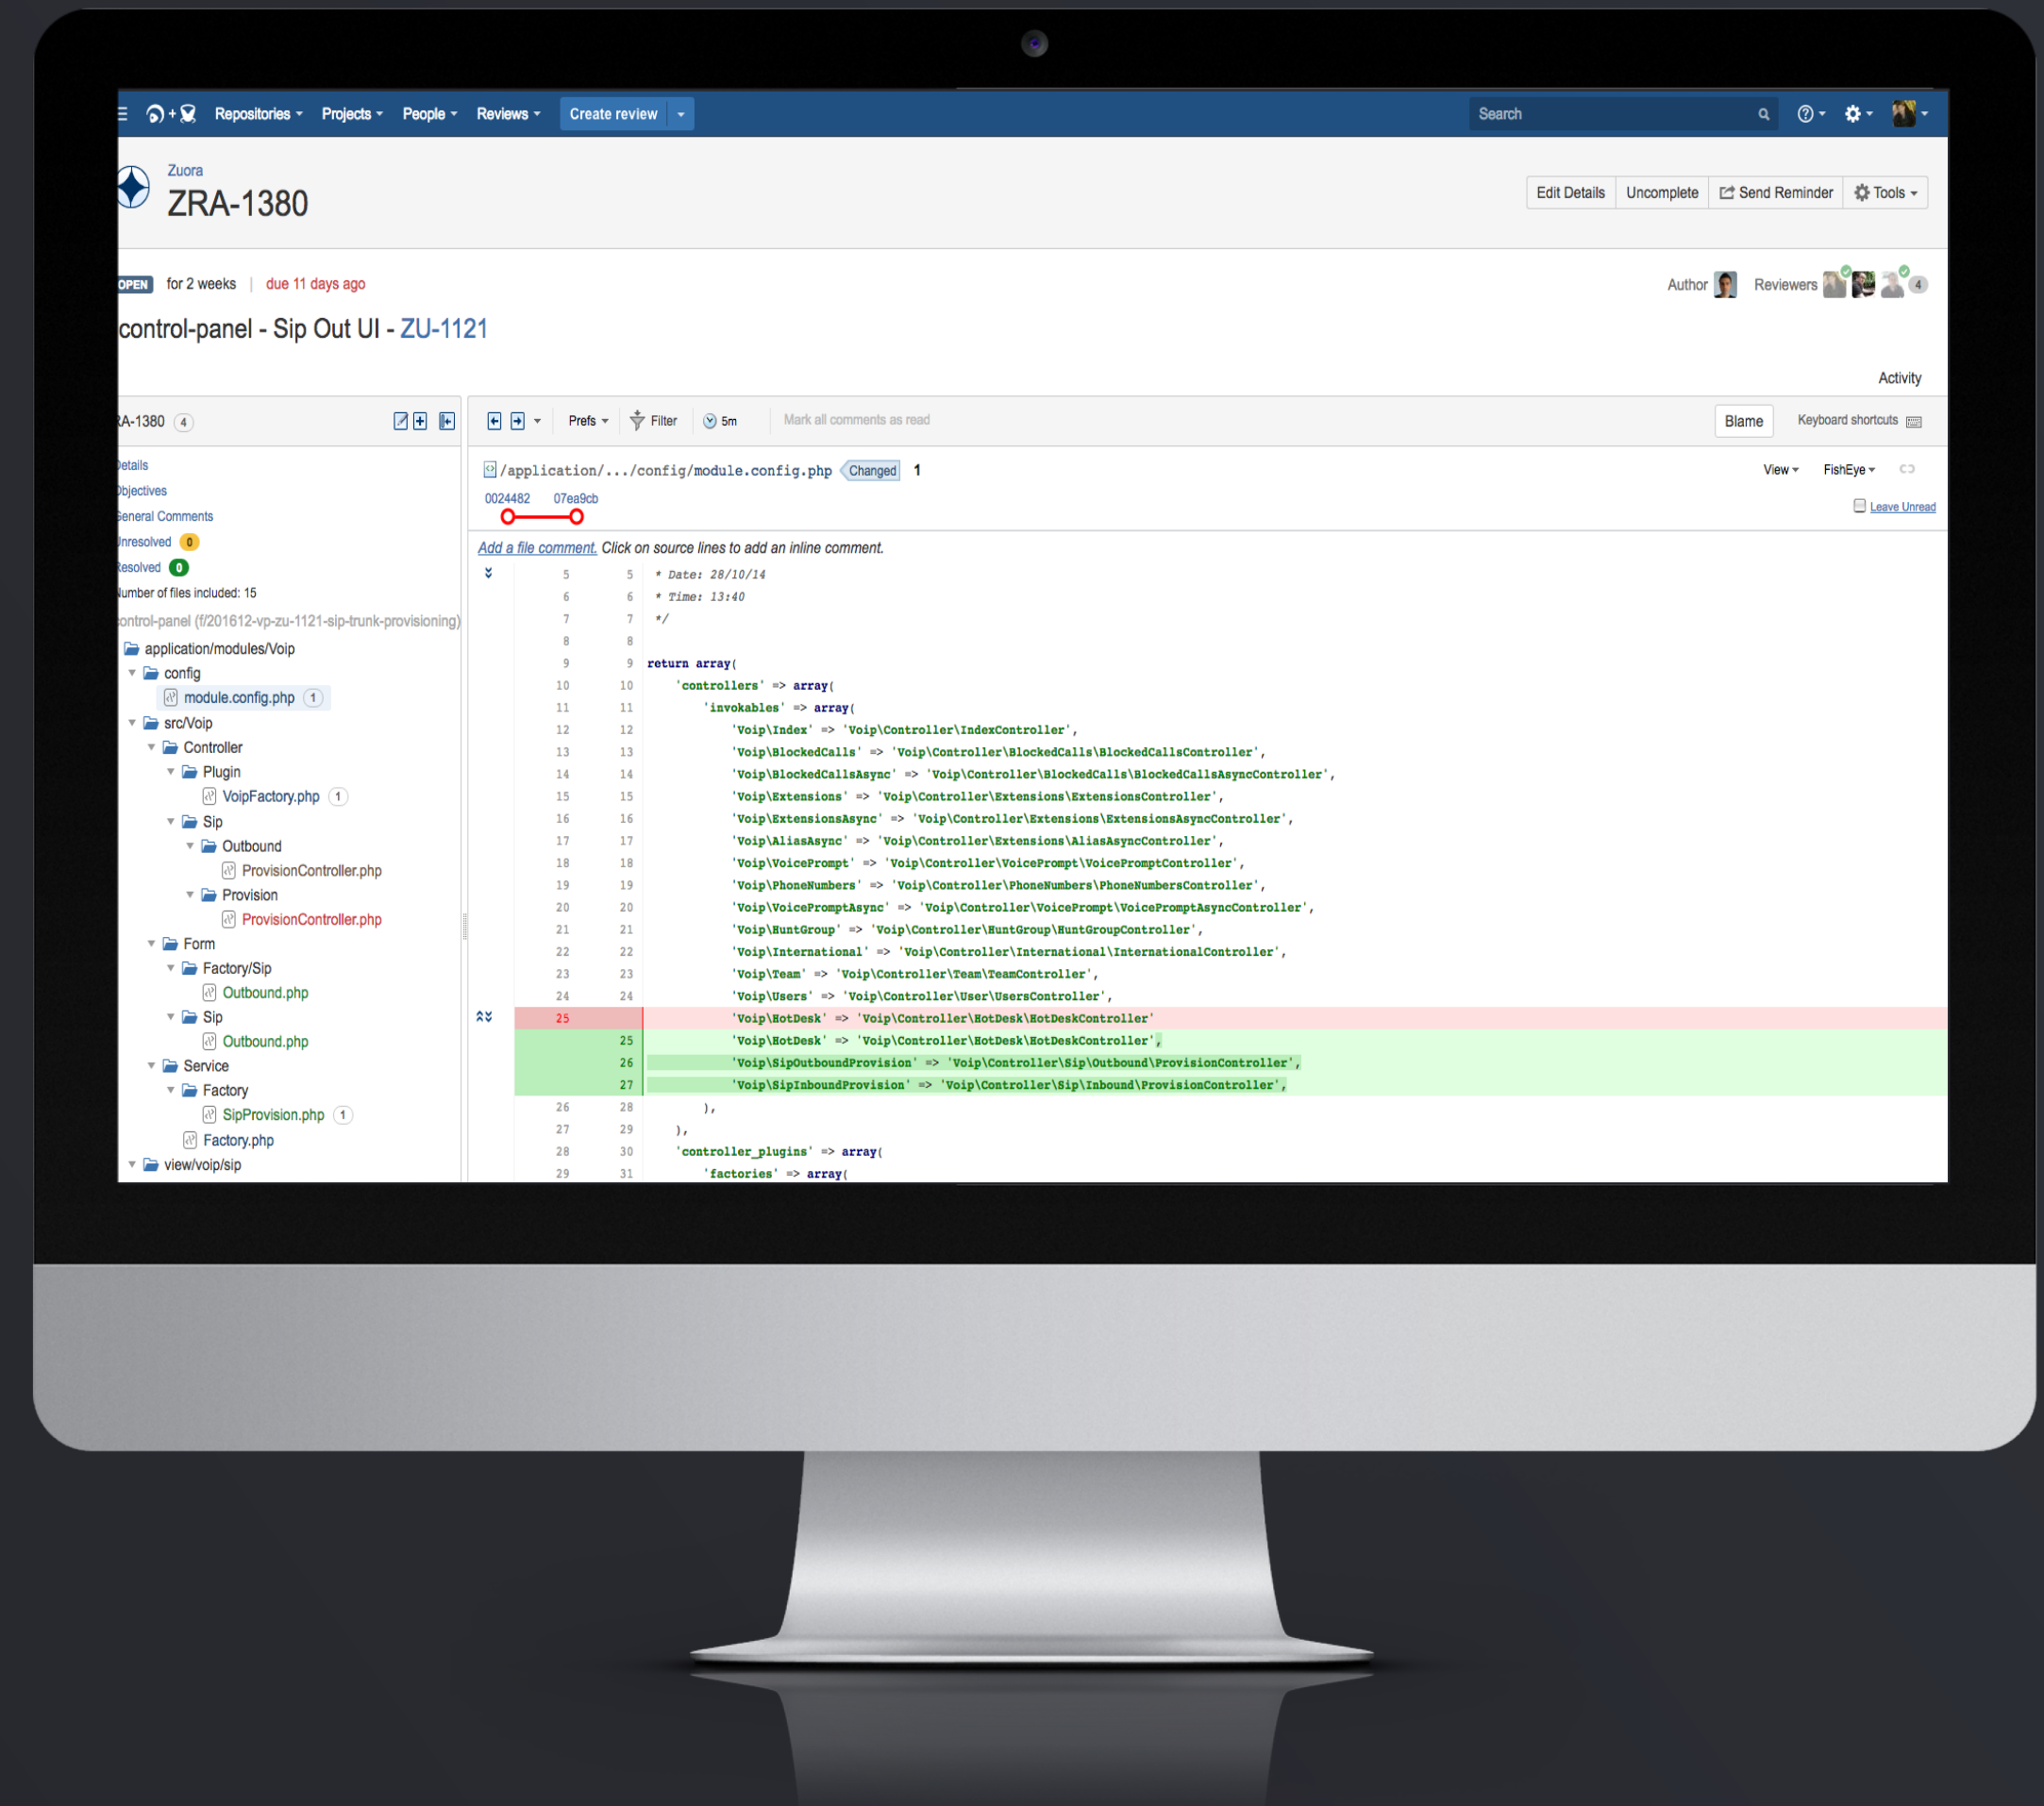 Repositories Projects People Reviews Create review Search
Zuora
ZRA-1380
Edit Details Uncomplete Send Reminder Tools
OPEN for 2 weeks | due 11 days ago
Author Reviewers 4
control-panel - Sip Out UI - ZU-1121
Activity
RA-1380 4
Prefs Filter 5m Mark all comments as read Blame Keyboard shortcuts
Details
Objectives
General Comments
Unresolved 0
Resolved 0
Number of files included: 15
control-panel (f/201612-vp-zu-1121-sip-trunk-provisioning)
application/modules/Voip
config
module.config.php 1
src/Voip
Controller
Plugin
VoipFactory.php 1
Sip
Outbound
ProvisionController.php
Provision
ProvisionController.php
Form
Factory/Sip
Outbound.php
Sip
Outbound.php
Service
Factory
SipProvision.php 1
Factory.php
view/voip/sip
/application/.../config/module.config.php Changed 1
View FishEye
0024482 07ea9cb
Leave Unread
Add a file comment. Click on source lines to add an inline comment.
5 5 * Date: 28/10/14
6 6 * Time: 13:40
7 7 */
8 8
9 9 return array(
10 10 'controllers' => array(
11 11 'invokables' => array(
12 12 'Voip\Index' => 'Voip\Controller\IndexController',
13 13 'Voip\BlockedCalls' => 'Voip\Controller\BlockedCalls\BlockedCallsController',
14 14 'Voip\BlockedCallsAsync' => 'Voip\Controller\BlockedCalls\BlockedCallsAsyncController',
15 15 'Voip\Extensions' => 'Voip\Controller\Extensions\ExtensionsController',
16 16 'Voip\ExtensionsAsync' => 'Voip\Controller\Extensions\ExtensionsAsyncController',
17 17 'Voip\AliasAsync' => 'Voip\Controller\Extensions\AliasAsyncController',
18 18 'Voip\VoicePrompt' => 'Voip\Controller\VoicePrompt\VoicePromptController',
19 19 'Voip\PhoneNumbers' => 'Voip\Controller\PhoneNumbers\PhoneNumbersController',
20 20 'Voip\VoicePromptAsync' => 'Voip\Controller\VoicePrompt\VoicePromptAsyncController',
21 21 'Voip\HuntGroup' => 'Voip\Controller\HuntGroup\HuntGroupController',
22 22 'Voip\International' => 'Voip\Controller\International\InternationalController',
23 23 'Voip\Team' => 'Voip\Controller\Team\TeamController',
24 24 'Voip\Users' => 'Voip\Controller\User\UsersController',
25 'Voip\HotDesk' => 'Voip\Controller\HotDesk\HotDeskController'
25 'Voip\HotDesk' => 'Voip\Controller\HotDesk\HotDeskController',
26 'Voip\SipOutboundProvision' => 'Voip\Controller\Sip\Outbound\ProvisionController',
27 'Voip\SipInboundProvision' => 'Voip\Controller\Sip\Inbound\ProvisionController',
26 28 ),
27 29 ),
28 30 'controller_plugins' => array(
29 31 'factories' => array(